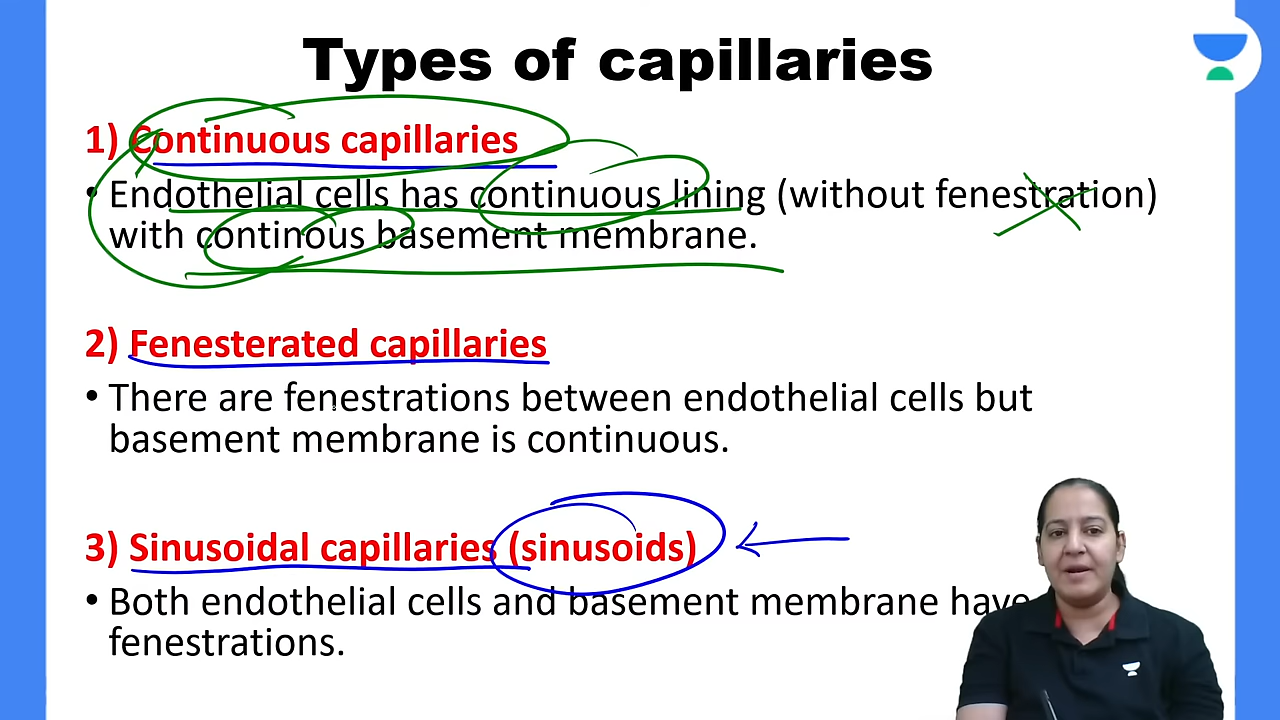 Types of capillaries
1) Continuous capillaries
• Endothelial cells has continuous lining (without fenestration)
with continous basement membrane.
2) Fenesterated capillaries
• There are fenestrations between endothelial cells but
basement membrane is continuous.
3) Sinusoidal capillaries (sinusoids)
• Both endothelial cells and basement membrane have
fenestrations.